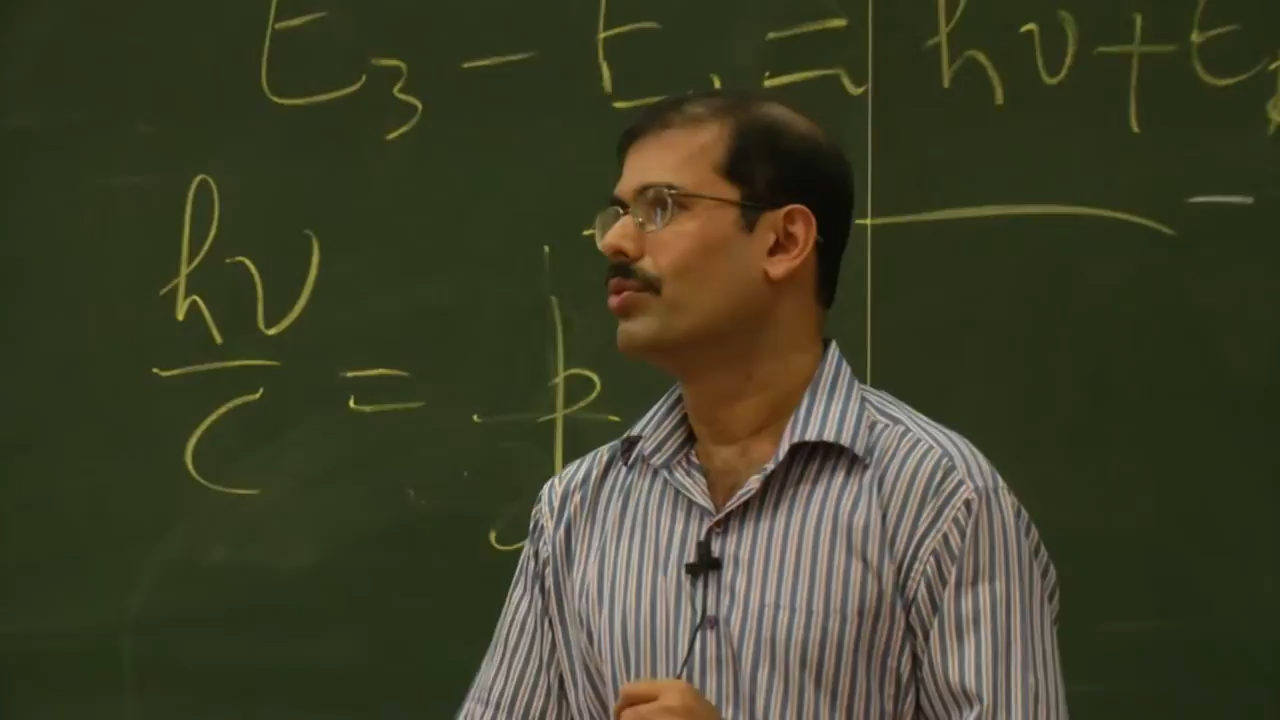 E₃ - E₁ = hν + E
hν/c = p